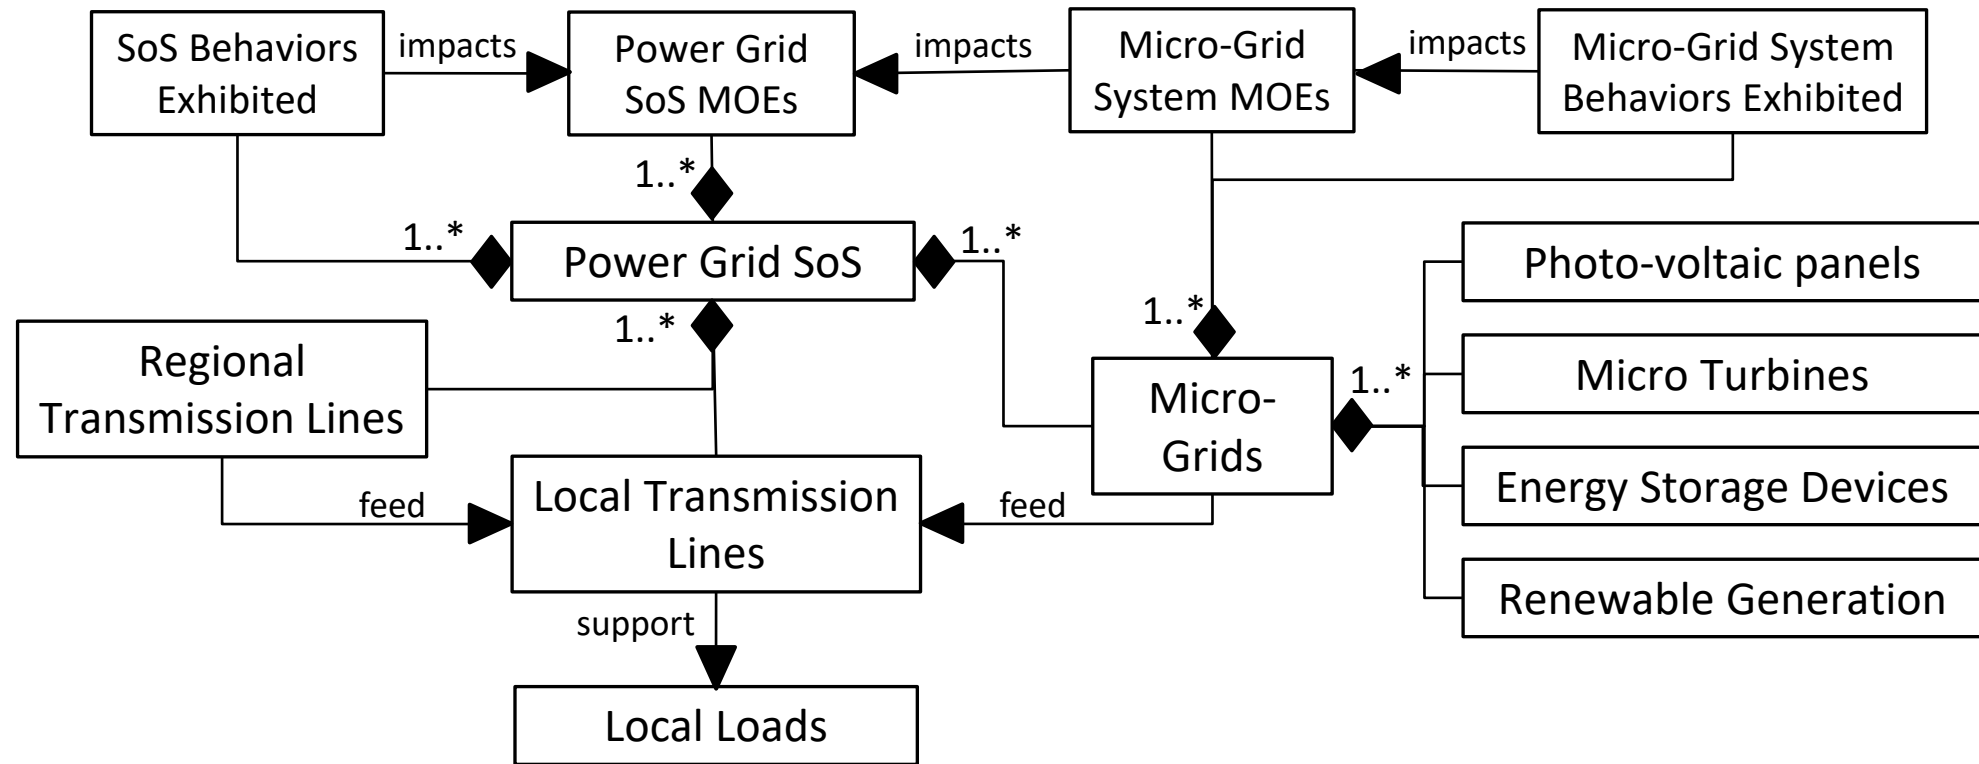 SoS Behaviors
Exhibited
impacts
Power Grid
SoS MOEs
impacts
Micro-Grid
System MOEs
impacts
Micro-Grid System
Behaviors Exhibited
1..*
1..*
Power Grid SoS
1..*
1..*
Regional
Transmission Lines
1..*
Micro-
Grids
1..*
Photo-voltaic panels
Micro Turbines
Energy Storage Devices
Renewable Generation
feed
Local Transmission
Lines
feed
support
Local Loads